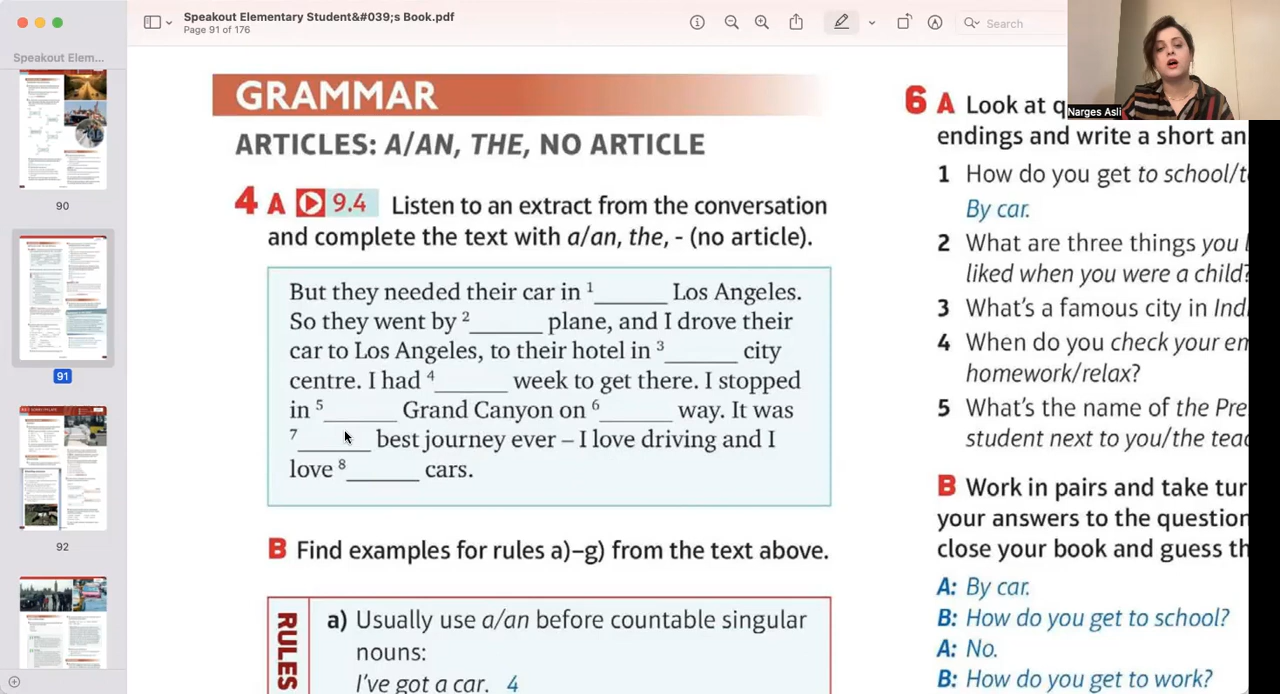 Speakout Elementary Student&#039;s Book.pdf
Page 91 of 176
Search
Speakout Elem...
90
91
92
Narges Asli
GRAMMAR
ARTICLES: A/AN, THE, NO ARTICLE
4 A 9.4 Listen to an extract from the conversation
and complete the text with a/an, the, - (no article).
But they needed their car in 1_______ Los Angeles.
So they went by 2_______ plane, and I drove their
car to Los Angeles, to their hotel in 3_______ city
centre. I had 4_______ week to get there. I stopped
in 5_______ Grand Canyon on 6_______ way. It was
7_______ best journey ever – I love driving and I
love 8_______ cars.
B Find examples for rules a)–g) from the text above.
RULES
a) Usually use a/an before countable singular
nouns:
I've got a car. 4
6 A Look at q
endings and write a short an
1 How do you get to school/t
By car.
2 What are three things you l
liked when you were a child?
3 What's a famous city in Ind
4 When do you check your em
homework/relax?
5 What's the name of the Pre
student next to you/the teac
B Work in pairs and take tur
your answers to the question
close your book and guess th
A: By car.
B: How do you get to school?
A: No.
B: How do you get to work?